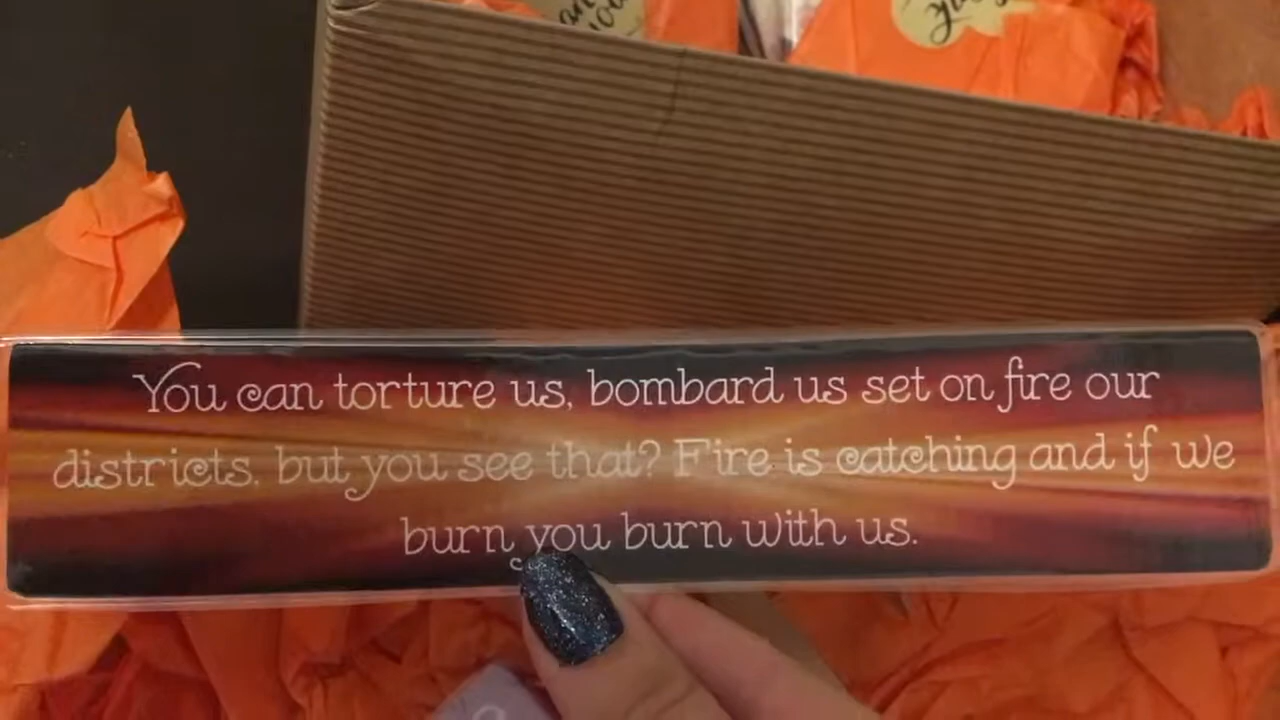 You can torture us, bombard us set on fire our
districts, but you see that? Fire is catching and if we
burn you burn with us.